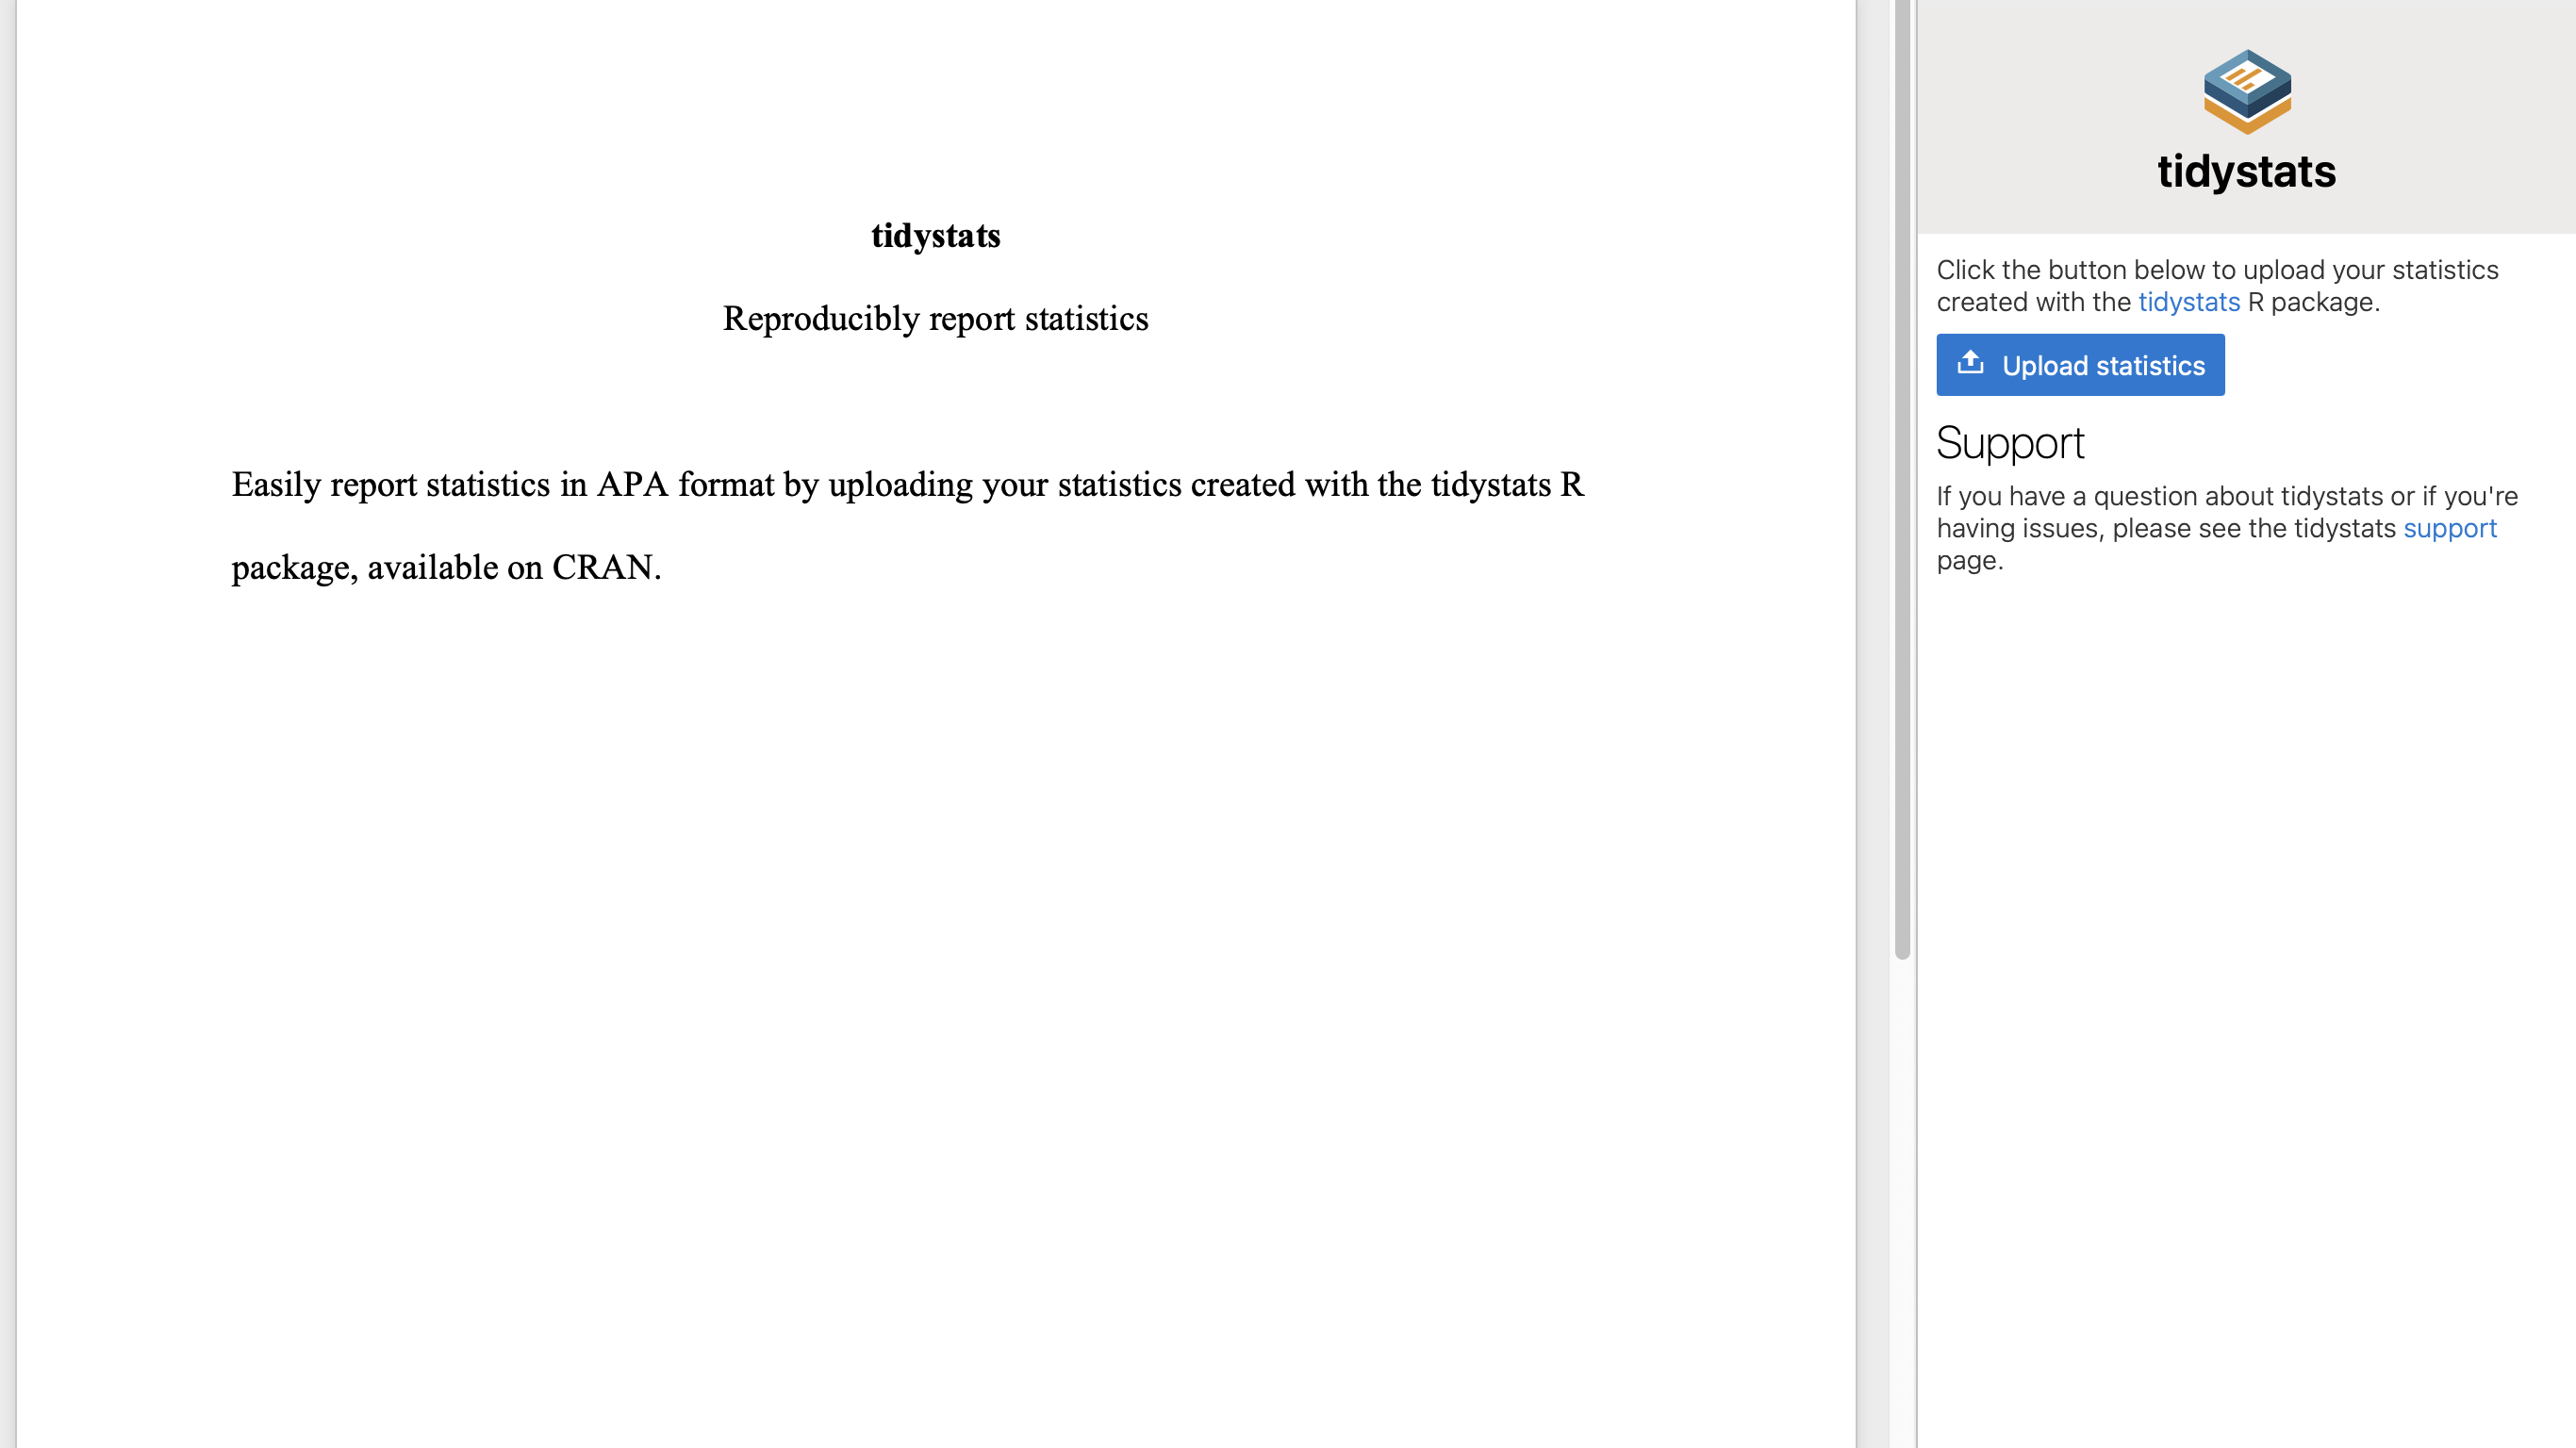 tidystats
Reproducibly report statistics
Easily report statistics in APA format by uploading your statistics created with the tidystats R
package, available on CRAN.
tidystats
Click the button below to upload your statistics
created with the tidystats R package.
Upload statistics
Support
If you have a question about tidystats or if you're
having issues, please see the tidystats support
page.